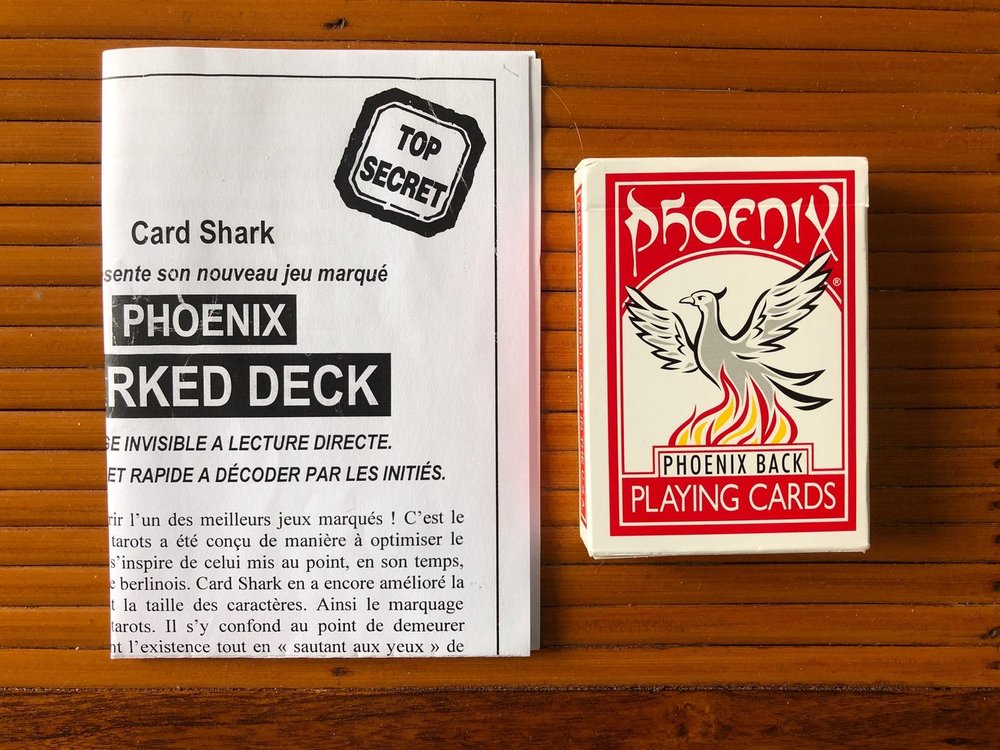 TOP
SECRET
Card Shark
sente son nouveau jeu marqué
PHOENIX
RKED DECK
E INVISIBLE A LECTURE DIRECTE.
ET RAPIDE A DÉCODER PAR LES INITIÉS.
rir l'un des meilleurs jeux marqués ! C'est le
tarots a été conçu de manière à optimiser le
s'inspire de celui mis au point, en son temps,
berlinois. Card Shark en a encore amélioré la
t la taille des caractères. Ainsi le marquage
tarots. Il s'y confond au point de demeurer
nt l'existence tout en « sautant aux yeux » de
PHOENIX
®
PHOENIX BACK
PLAYING CARDS